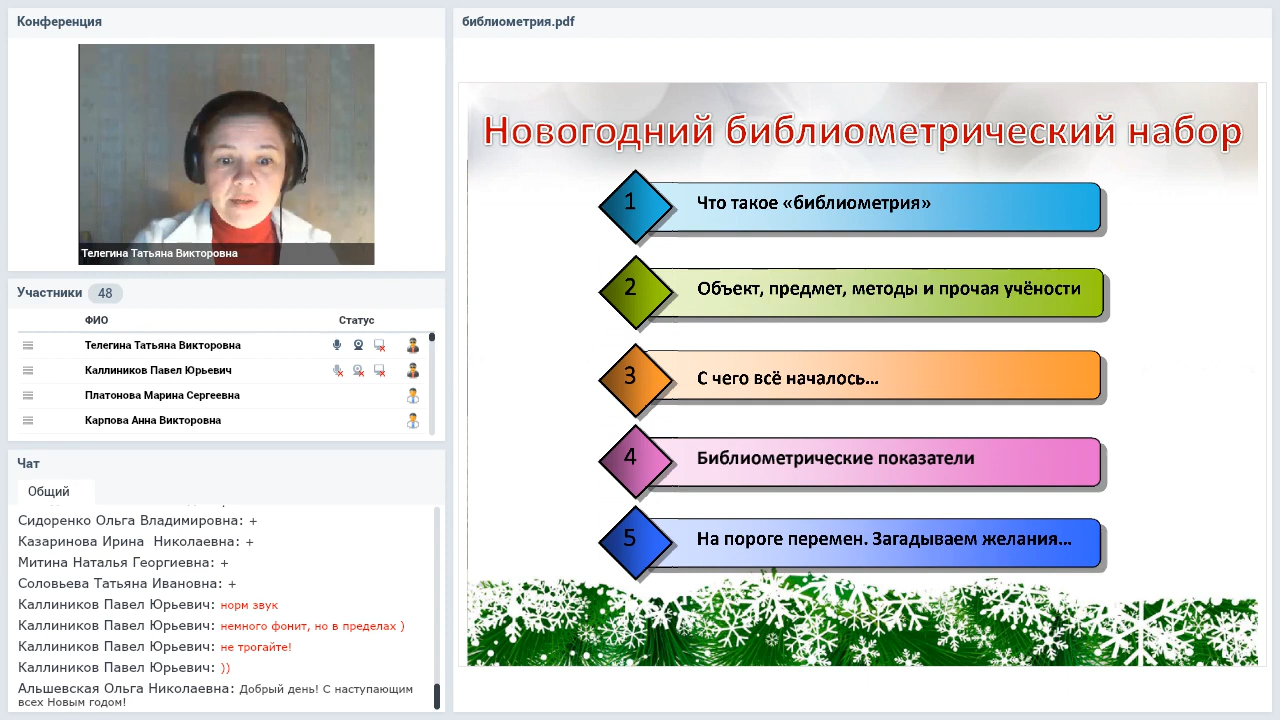 Конференция
Телегина Татьяна Викторовна
Участники 48
ФИО Статус
Телегина Татьяна Викторовна
Каллиников Павел Юрьевич
Платонова Марина Сергеевна
Карпова Анна Викторовна
Чат
Общий
Сидоренко Ольга Владимировна: +
Казаринова Ирина Николаевна: +
Митина Наталья Георгиевна: +
Соловьева Татьяна Ивановна: +
Каллиников Павел Юрьевич: норм звук
Каллиников Павел Юрьевич: немного фонит, но в пределах )
Каллиников Павел Юрьевич: не трогайте!
Каллиников Павел Юрьевич: ))
Альшевская Ольга Николаевна: Добрый день! С наступающим
всех Новым годом!
библиометрия.pdf
Новогодний библиометрический набор
1 Что такое «библиометрия»
2 Объект, предмет, методы и прочая учёности
3 С чего всё началось...
4 Библиометрические показатели
5 На пороге перемен. Загадываем желания...